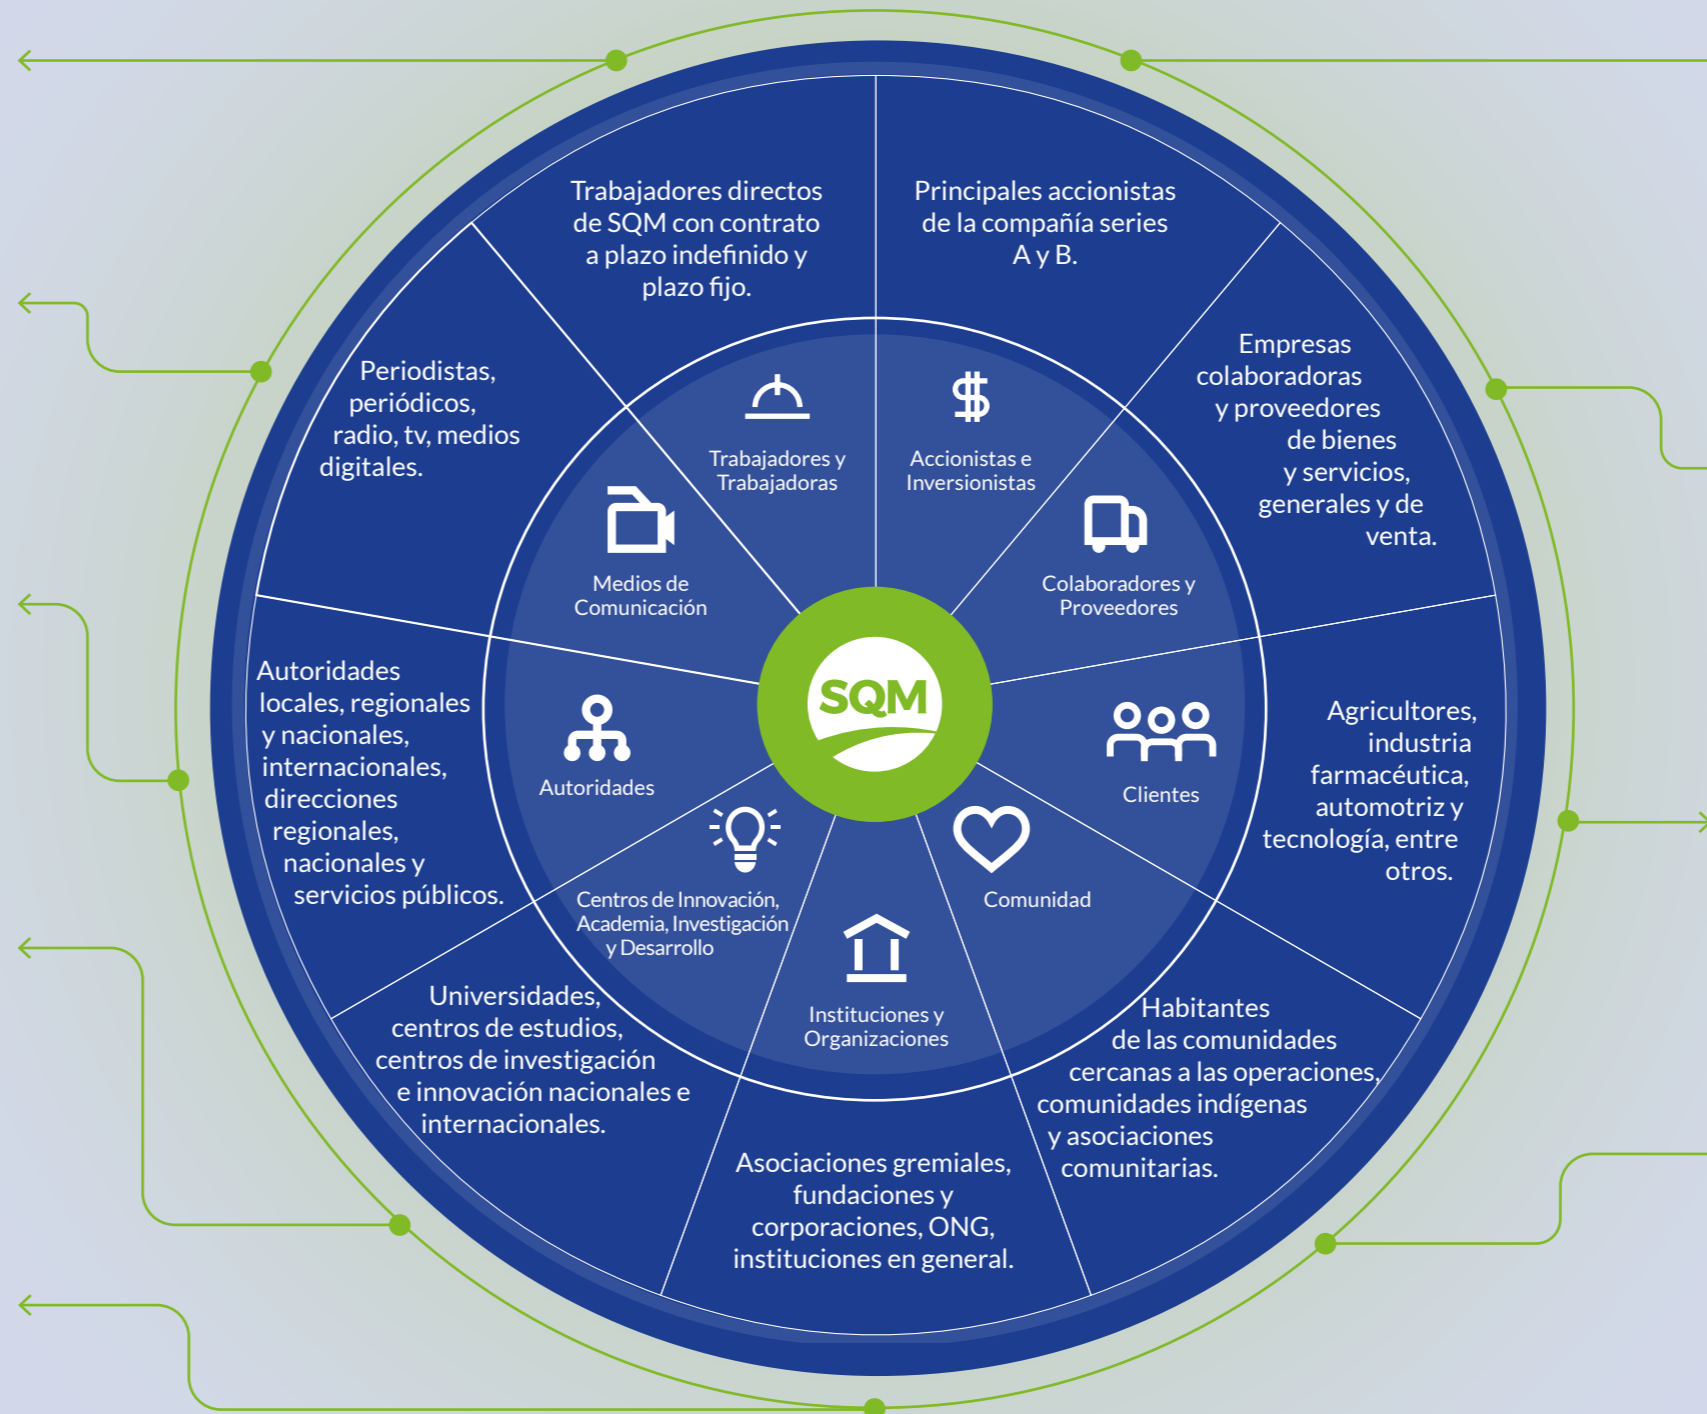 Trabajadores directos
de SQM con contrato
a plazo indefinido y
plazo fijo.
Principales accionistas
de la compañía series
A y B.
Empresas
colaboradoras
y proveedores
de bienes
y servicios,
generales y de
venta.
Agricultores,
industria
farmacéutica,
automotriz y
tecnología, entre
otros.
Habitantes
de las comunidades
cercanas a las operaciones,
comunidades indígenas
y asociaciones
comunitarias.
Asociaciones gremiales,
fundaciones y
corporaciones, ONG,
instituciones en general.
Universidades,
centros de estudios,
centros de investigación
e innovación nacionales e
internacionales.
Autoridades
locales, regionales
y nacionales,
internacionales,
direcciones
regionales,
nacionales y
servicios públicos.
Periodistas,
periódicos,
radio, tv, medios
digitales.
Trabajadores y
Trabajadoras
Accionistas e
Inversionistas
Colaboradores y
Proveedores
Clientes
Comunidad
Instituciones y
Organizaciones
Centros de Innovación,
Academia, Investigación
y Desarrollo
Autoridades
Medios de
Comunicación
SQM